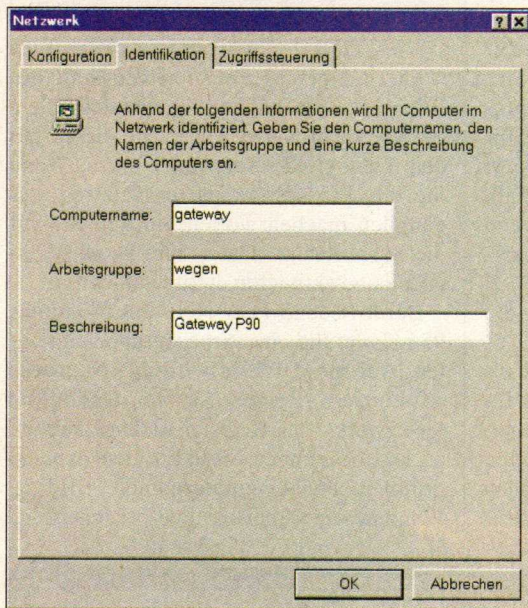 Netzwerk
Konfiguration Identifikation Zugriffssteuerung
Anhand der folgenden Informationen wird Ihr Computer im
Netzwerk identifiziert. Geben Sie den Computernamen, den
Namen der Arbeitsgruppe und eine kurze Beschreibung
des Computers an.
Computername: gateway
Arbeitsgruppe: wegen
Beschreibung: Gateway P90
OK Abbrechen